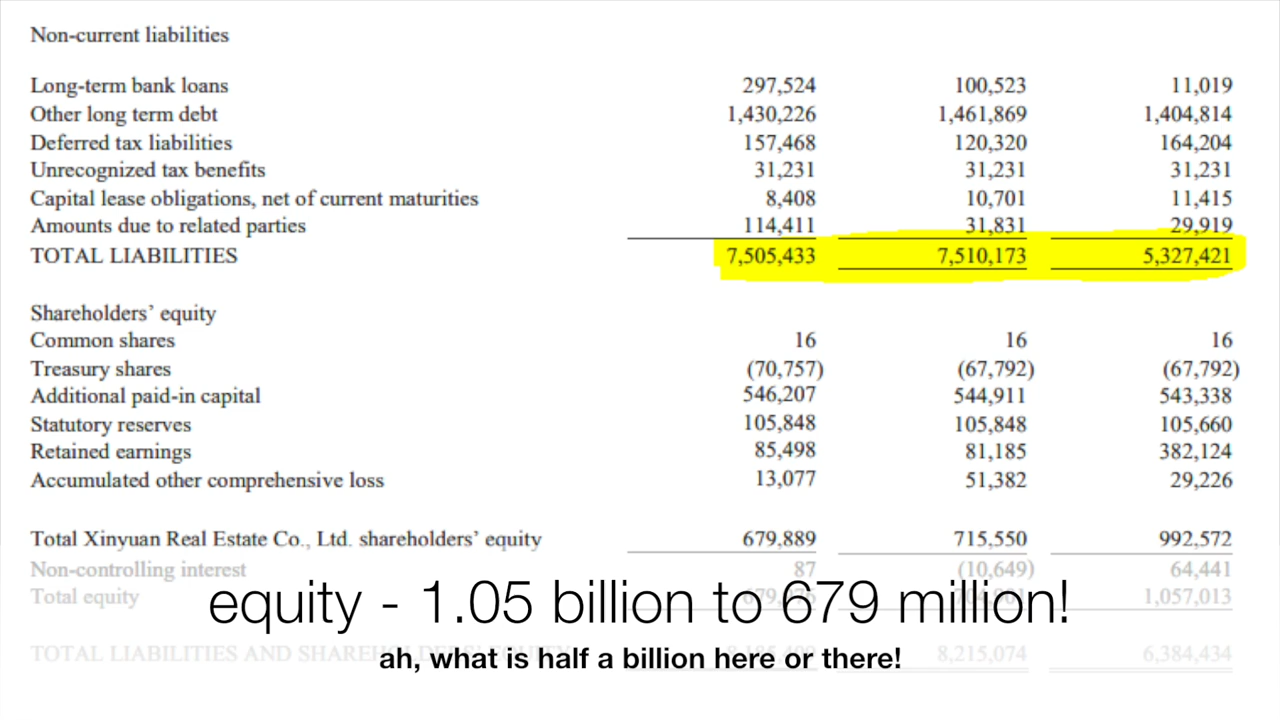 Non-current liabilities
Long-term bank loans 297,524 100,523 11,019
Other long term debt 1,430,226 1,461,869 1,404,814
Deferred tax liabilities 157,468 120,320 164,204
Unrecognized tax benefits 31,231 31,231 31,231
Capital lease obligations, net of current maturities 8,408 10,701 11,415
Amounts due to related parties 114,411 31,831 29,919
TOTAL LIABILITIES 7,505,433 7,510,173 5,327,421
Shareholders’ equity
Common shares 16 16 16
Treasury shares (70,757) (67,792) (67,792)
Additional paid-in capital 546,207 544,911 543,338
Statutory reserves 105,848 105,848 105,660
Retained earnings 85,498 81,185 382,124
Accumulated other comprehensive loss 13,077 51,382 29,226
Total Xinyuan Real Estate Co., Ltd. shareholders’ equity 679,889 715,550 992,572
Non-controlling interest 87 (10,649) 64,441
Total equity 1,057,013
equity - 1.05 billion to 679 million!
TOTAL LIABILITIES AND 8,215,074 6,384,434
ah, what is half a billion here or there!